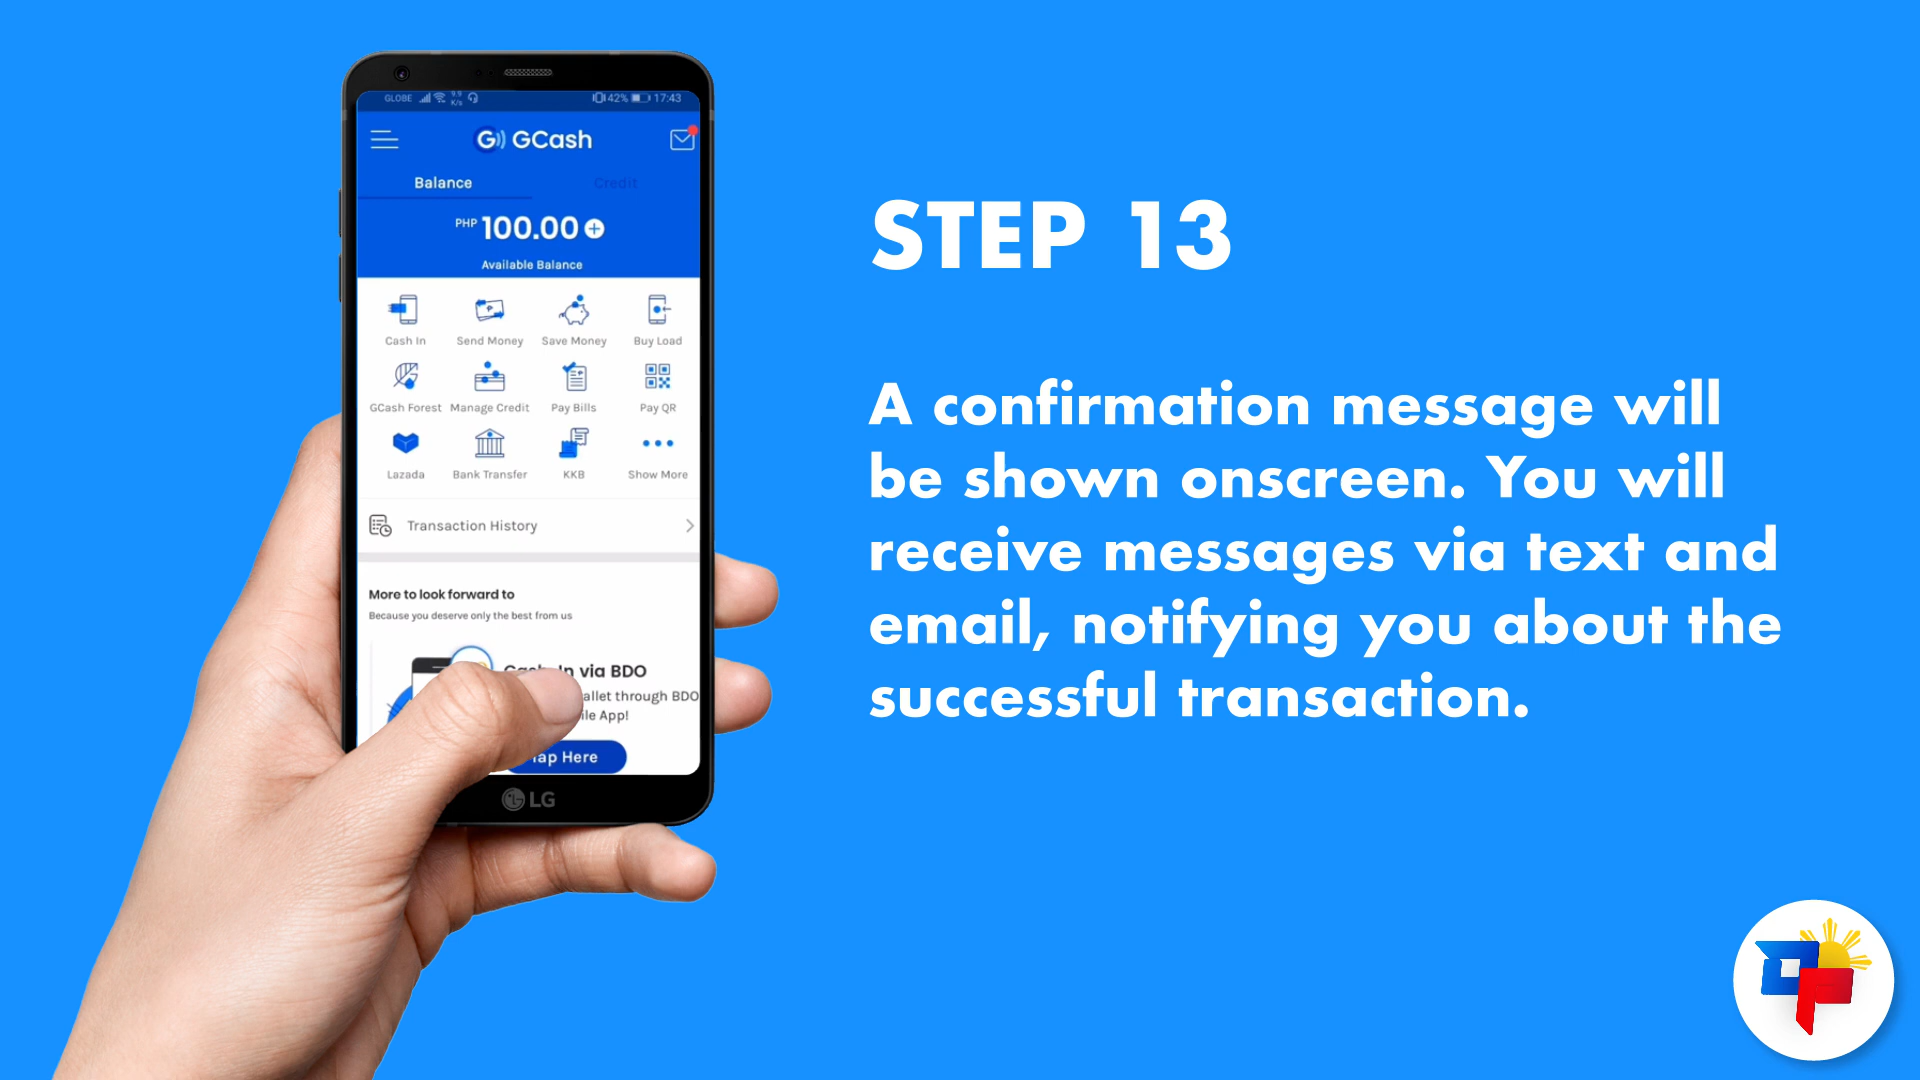 GLOBE 9.9 K/s 42% 17:43
G GCash
Balance Credit
PHP 100.00
Available Balance
Cash In Send Money Save Money Buy Load
GCash Forest Manage Credit Pay Bills Pay QR
Lazada Bank Transfer KKB Show More
Transaction History
More to look forward to
Because you deserve only the best from us
via BDO
through BDO
App!
Here
LG
STEP 13
A confirmation message will
be shown onscreen. You will
receive messages via text and
email, notifying you about the
successful transaction.